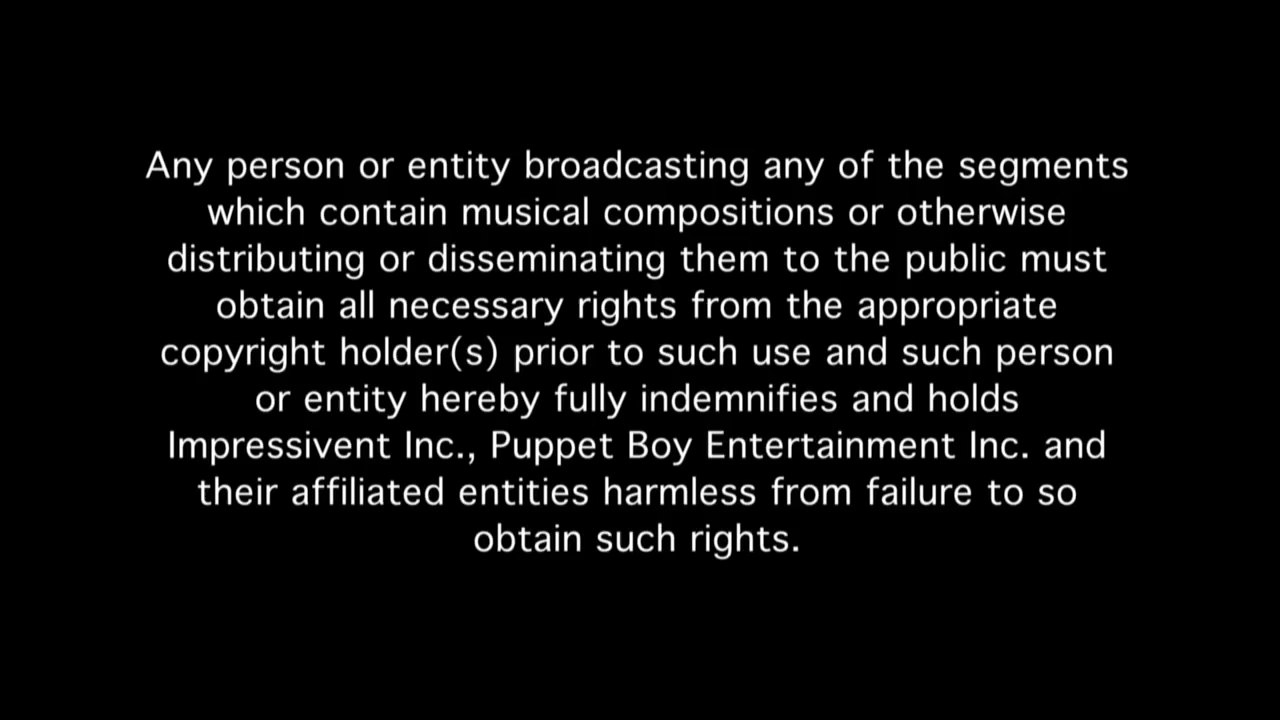 Any person or entity broadcasting any of the segments
which contain musical compositions or otherwise
distributing or disseminating them to the public must
obtain all necessary rights from the appropriate
copyright holder(s) prior to such use and such person
or entity hereby fully indemnifies and holds
Impressivent Inc., Puppet Boy Entertainment Inc. and
their affiliated entities harmless from failure to so
obtain such rights.